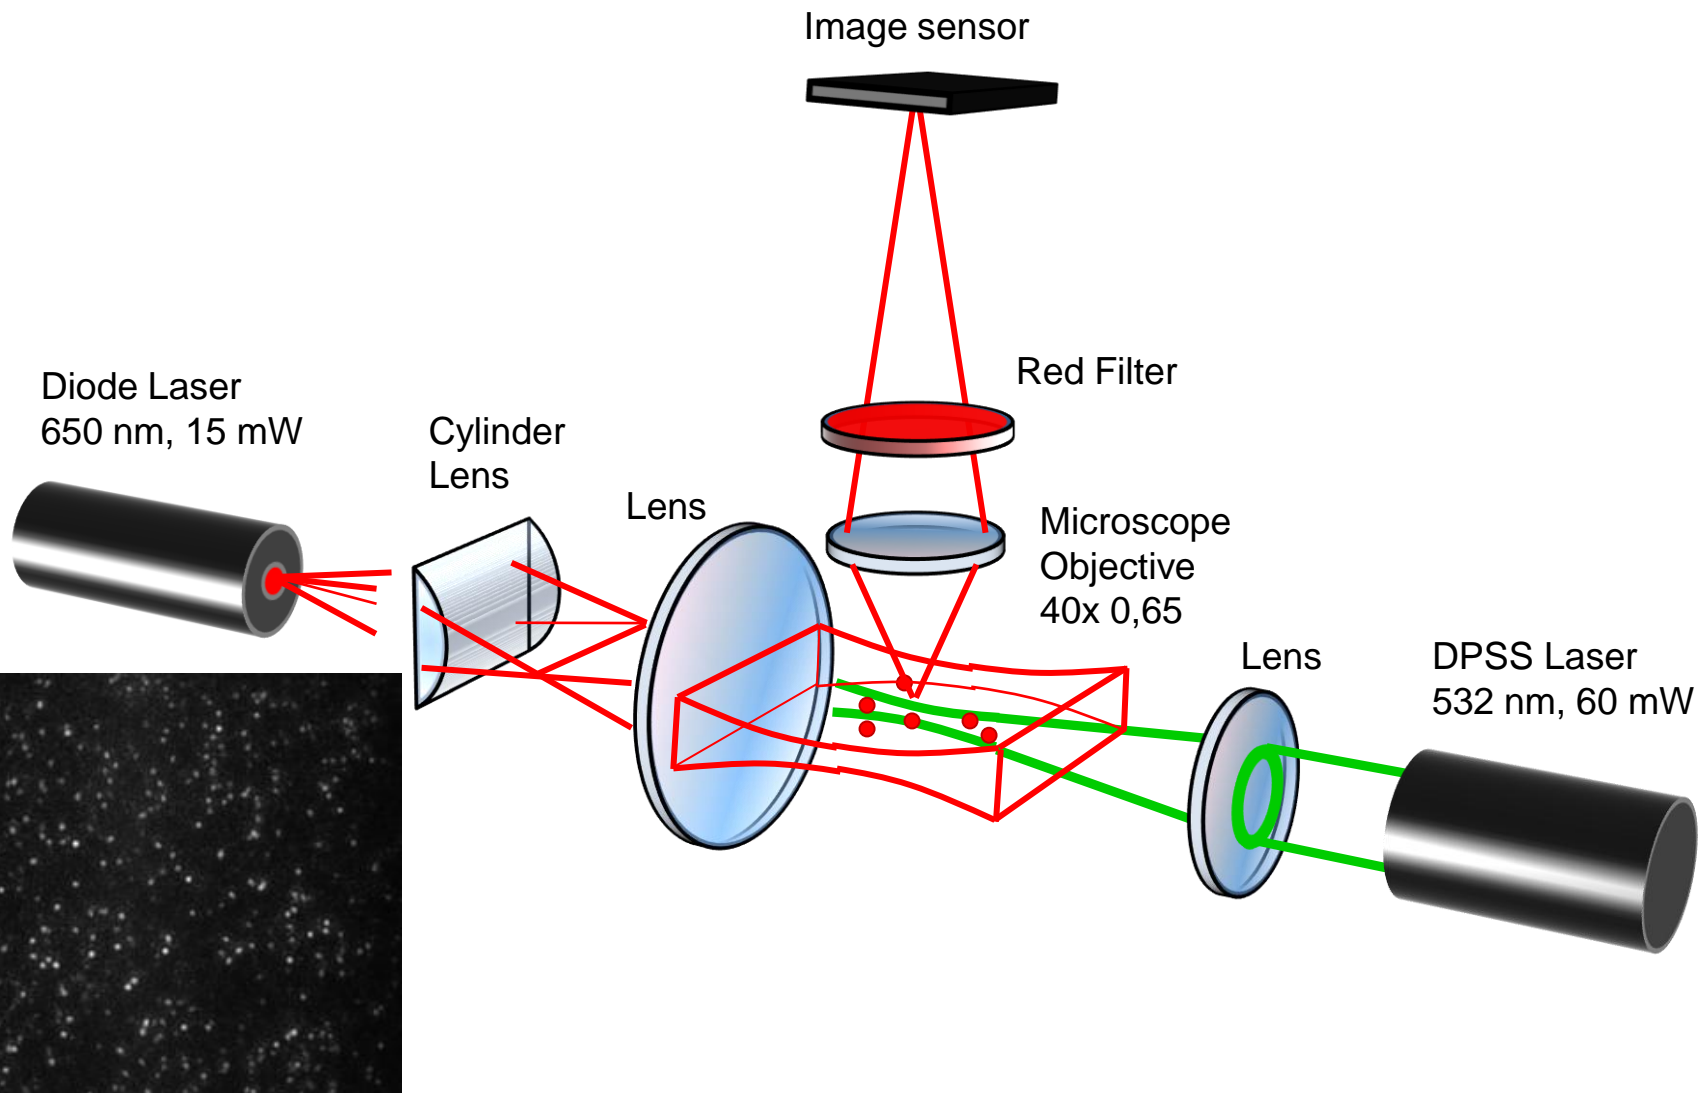 Image sensor
Red Filter
Diode Laser
650 nm, 15 mW
Cylinder
Lens
Lens
Microscope
Objective
40x 0,65
Lens
DPSS Laser
532 nm, 60 mW